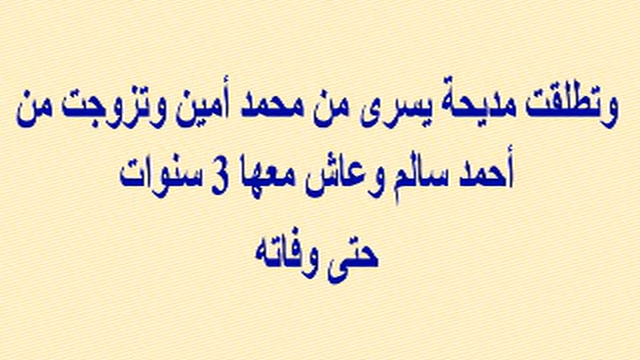 وتطلقت مديحة يسرى من محمد أمين وتزوجت من
أحمد سالم وعاش معها 3 سنوات
حتى وفاته